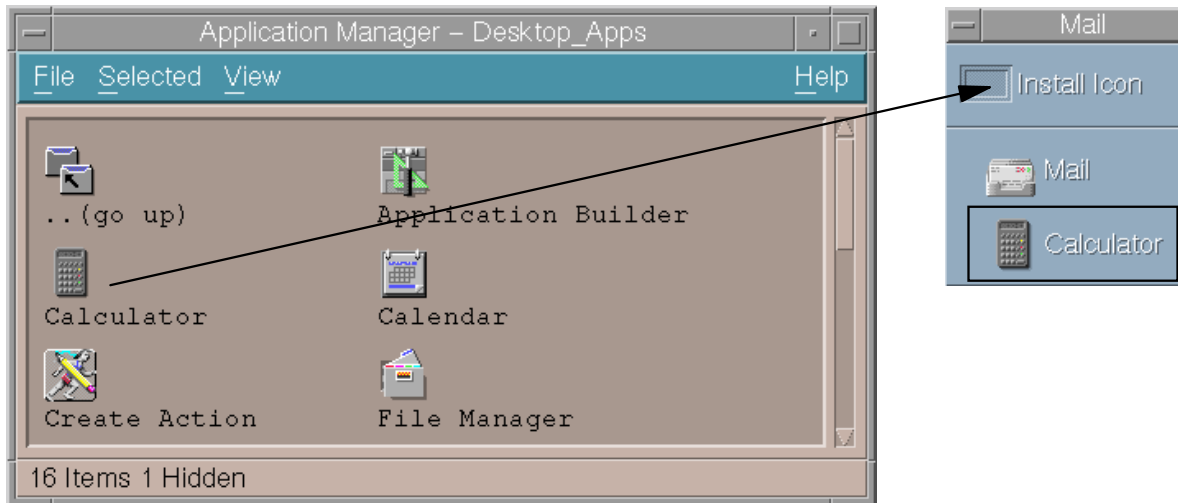 Application Manager – Desktop_Apps
File Selected View Help
..(go up)
Application Builder
Calculator
Calendar
Create Action
File Manager
16 Items 1 Hidden
Mail
Install Icon
Mail
Calculator